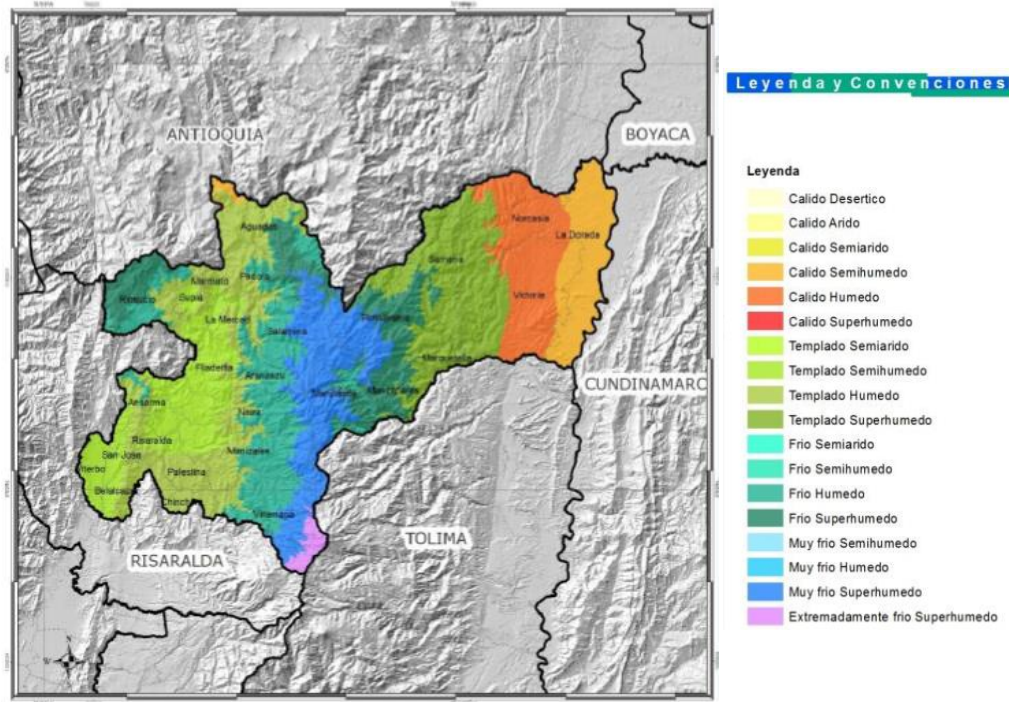 Leyenda y Convenciones
BOYACA
ANTIOQUIA
Leyenda
Calido Desertico
Calido Arido
Calido Semiarido
Calido Semihumedo
Calido Humedo
Calido Superhumedo
Templado Semiarido
Templado Semihumedo
Templado Humedo
Templado Superhumedo
Frio Semiarido
Frio Semihumedo
Frio Humedo
Frio Superhumedo
Muy frio Semihumedo
Muy frio Humedo
Muy frio Superhumedo
Extremadamente frio Superhumedo
Norcasia
Aguadas
La Dorada
Samana
Pacora
Marmato
Riosucio
Supia
Victoria
La Merced
Salamina
Marquetalia
Filadelfia
Aranzazu
CUNDINAMARC
Manzanares
Anserma
Neira
Risaralda
Manizales
San Jose
Palestina
Belalcazar
Villamaria
TOLIMA
RISARALDA
N
W